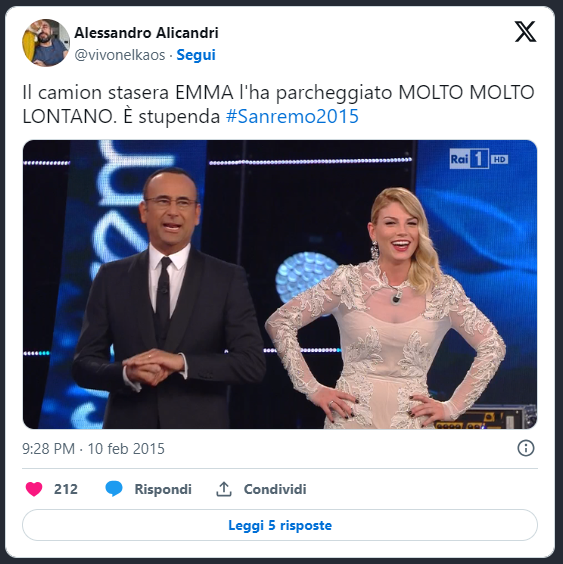 Alessandro Alicandri
@vivonelkaos · Segui
Il camion stasera EMMA l'ha parcheggiato MOLTO MOLTO
LONTANO. È stupenda #Sanremo2015
Rai 1 HD
9:28 PM · 10 feb 2015
212 Rispondi Condividi
Leggi 5 risposte